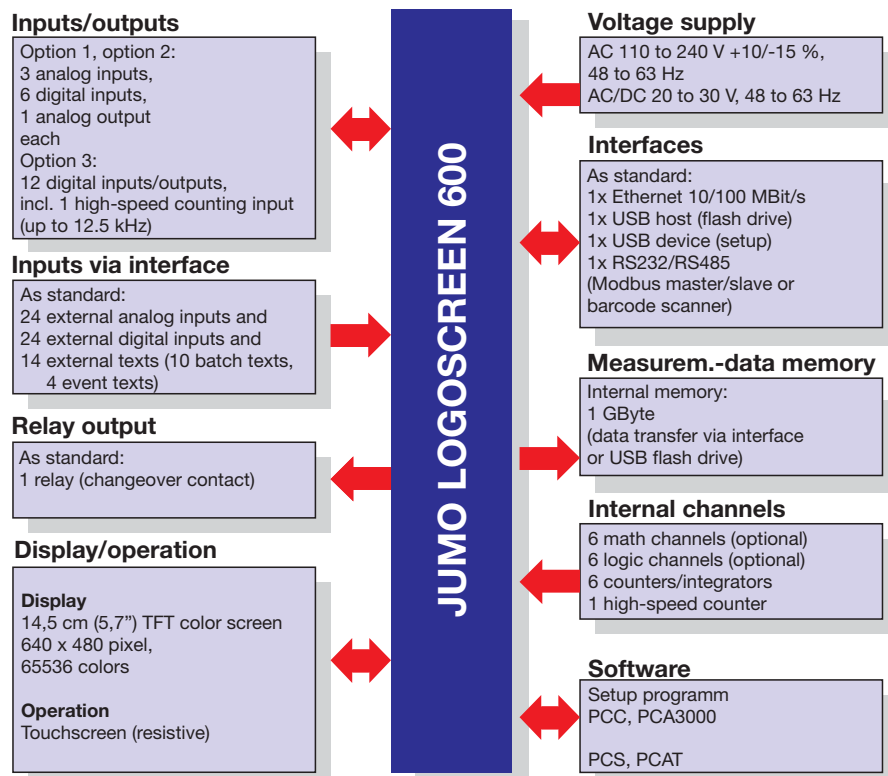 Inputs/outputs
Option 1, option 2:
3 analog inputs,
6 digital inputs,
1 analog output
each
Option 3:
12 digital inputs/outputs,
incl. 1 high-speed counting input
(up to 12.5 kHz)
Inputs via interface
As standard:
24 external analog inputs and
24 external digital inputs and
14 external texts (10 batch texts,
4 event texts)
Relay output
As standard:
1 relay (changeover contact)
Display/operation
Display
14,5 cm (5,7”) TFT color screen
640 x 480 pixel,
65536 colors
Operation
Touchscreen (resistive)
JUMO LOGOSCREEN 600
Voltage supply
AC 110 to 240 V +10/-15 %,
48 to 63 Hz
AC/DC 20 to 30 V, 48 to 63 Hz
Interfaces
As standard:
1x Ethernet 10/100 MBit/s
1x USB host (flash drive)
1x USB device (setup)
1x RS232/RS485
(Modbus master/slave or
barcode scanner)
Measurem.-data memory
Internal memory:
1 GByte
(data transfer via interface
or USB flash drive)
Internal channels
6 math channels (optional)
6 logic channels (optional)
6 counters/integrators
1 high-speed counter
Software
Setup programm
PCC, PCA3000
PCS, PCAT